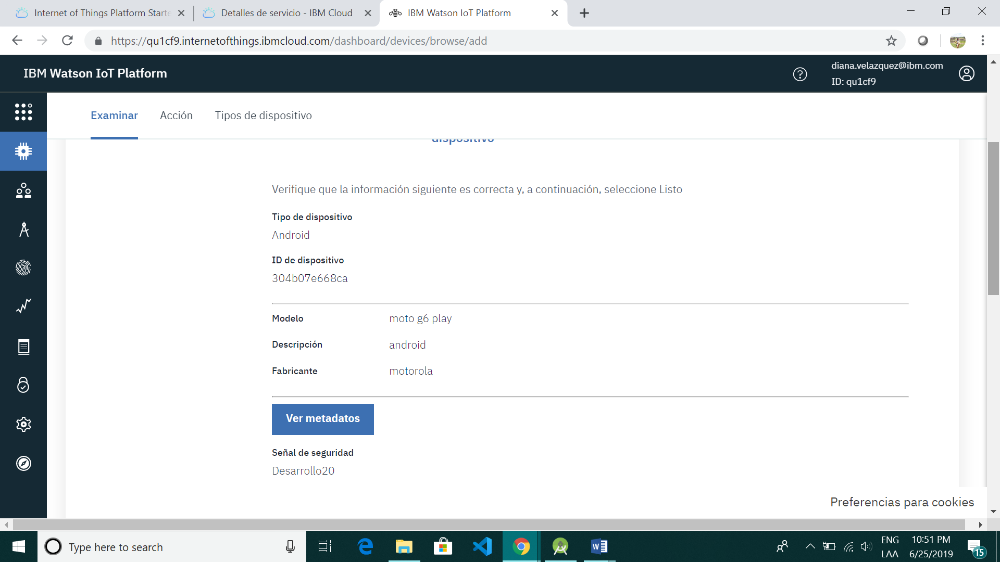 Internet of Things Platform Starte
Detalles de servicio - IBM Cloud
IBM Watson IoT Platform
https://qu1cf9.internetofthings.ibmcloud.com/dashboard/devices/browse/add
IBM Watson IoT Platform
diana.velazquez@ibm.com
ID: qu1cf9
Examinar
Acción
Tipos de dispositivo
dispositivo
Verifique que la información siguiente es correcta y, a continuación, seleccione Listo
Tipo de dispositivo
Android
ID de dispositivo
304b07e668ca
Modelo moto g6 play
Descripción android
Fabricante motorola
Ver metadatos
Señal de seguridad
Desarrollo20
Preferencias para cookies
Type here to search
ENG
LAA
10:51 PM
6/25/2019
15